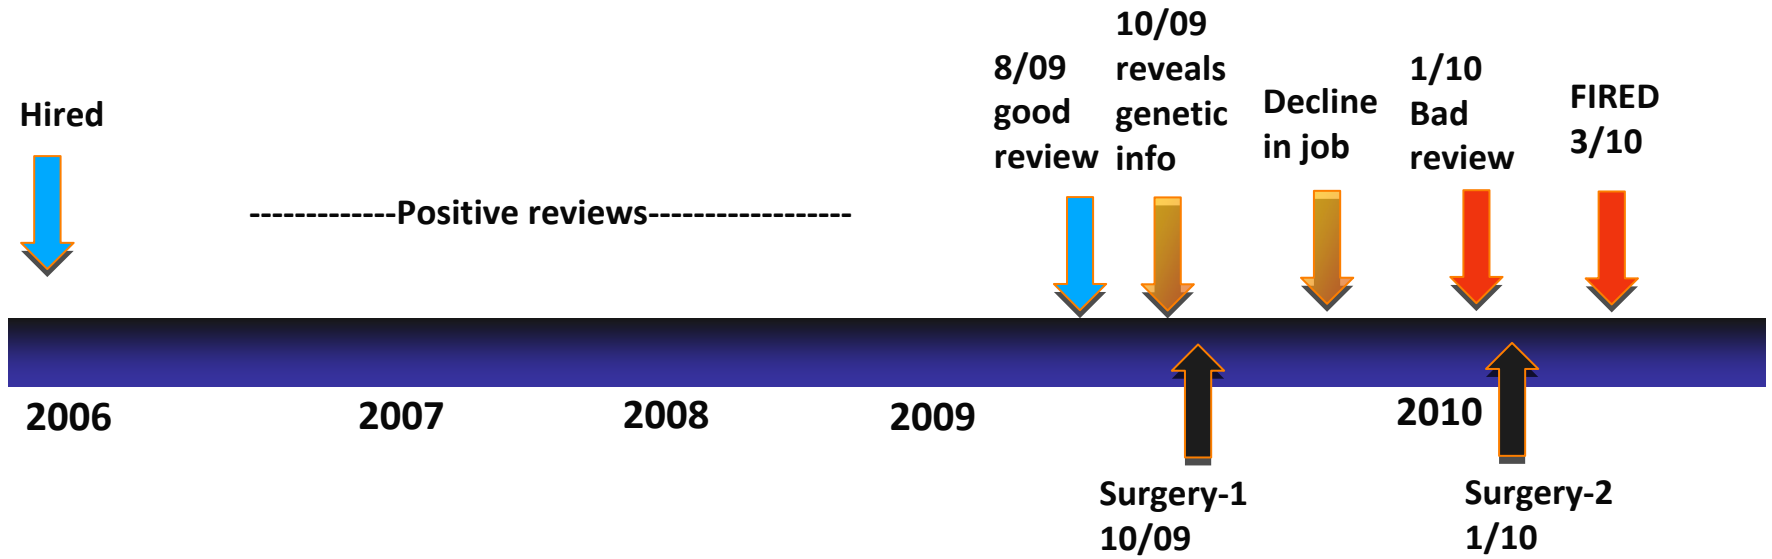 Hired
-------------Positive reviews------------------
8/09
good
review
10/09
reveals
genetic
info
Decline
in job
1/10
Bad
review
FIRED
3/10
2006
2007
2008
2009
2010
Surgery-1
10/09
Surgery-2
1/10